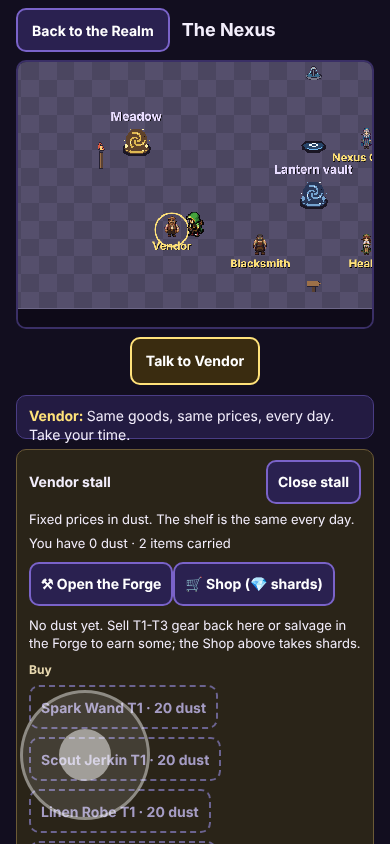 Back to the Realm
The Nexus
Meadow
Nexus
Lantern vault
Vendor
Blacksmith
Heal
Talk to Vendor
Vendor: Same goods, same prices, every day.
Take your time.
Vendor stall
Close stall
Fixed prices in dust. The shelf is the same every day.
You have 0 dust · 2 items carried
⚒ Open the Forge
🛒 Shop (💎 shards)
No dust yet. Sell T1-T3 gear back here or salvage in
the Forge to earn some; the Shop above takes shards.
Buy
Spark Wand T1 · 20 dust
Scout Jerkin T1 · 20 dust
Linen Robe T1 · 20 dust